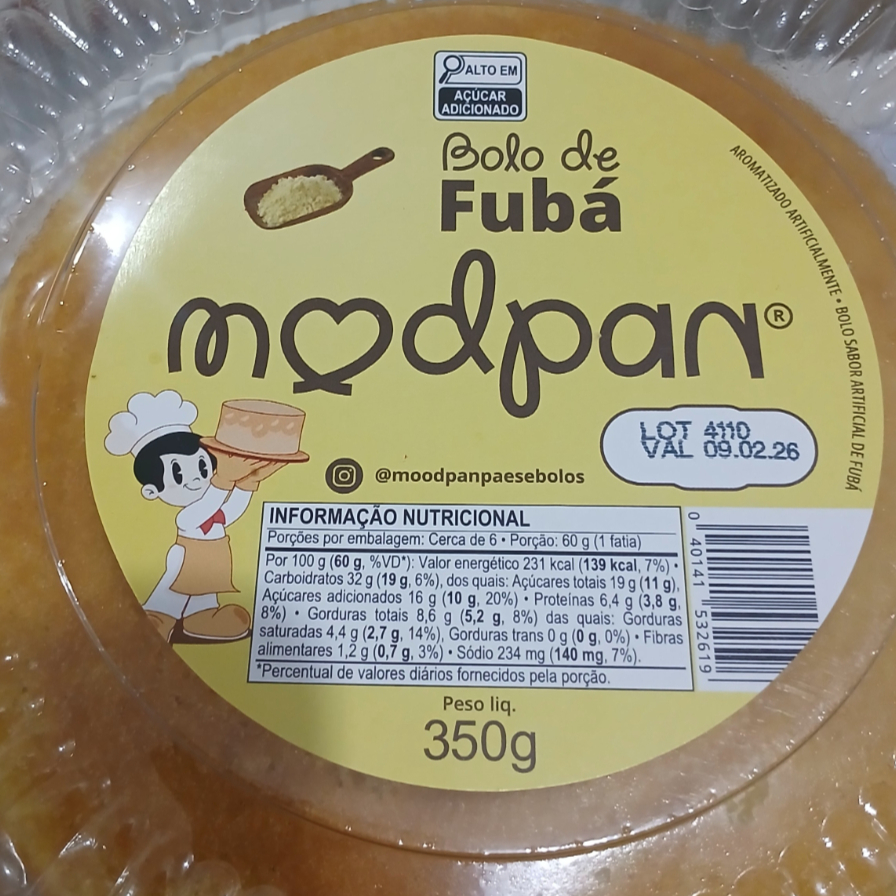 ALTO EM
AÇÚCAR
ADICIONADO
Bolo de
Fubá
AROMATIZADO ARTIFICIALMENTE • BOLO SABOR ARTIFICIAL DE FUBÁ
modpan®
LOT 4110
VAL 09.02.26
@moodpanpaesebolos
INFORMAÇÃO NUTRICIONAL
Porções por embalagem: Cerca de 6 • Porção: 60 g (1 fatia)
Por 100 g (60 g, %VD*): Valor energético 231 kcal (139 kcal, 7%) •
Carboidratos 32 g (19 g, 6%), dos quais: Açúcares totais 19 g (11 g),
Açúcares adicionados 16 g (10 g, 20%) • Proteínas 6,4 g (3,8 g,
8%) • Gorduras totais 8,6 g (5,2 g, 8%) das quais: Gorduras
saturadas 4,4 g (2,7 g, 14%), Gorduras trans 0 g (0 g, 0%) • Fibras
alimentares 1,2 g (0,7 g, 3%) • Sódio 234 mg (140 mg, 7%).
*Percentual de valores diários fornecidos pela porção.
0 40141 532619
Peso liq.
350g